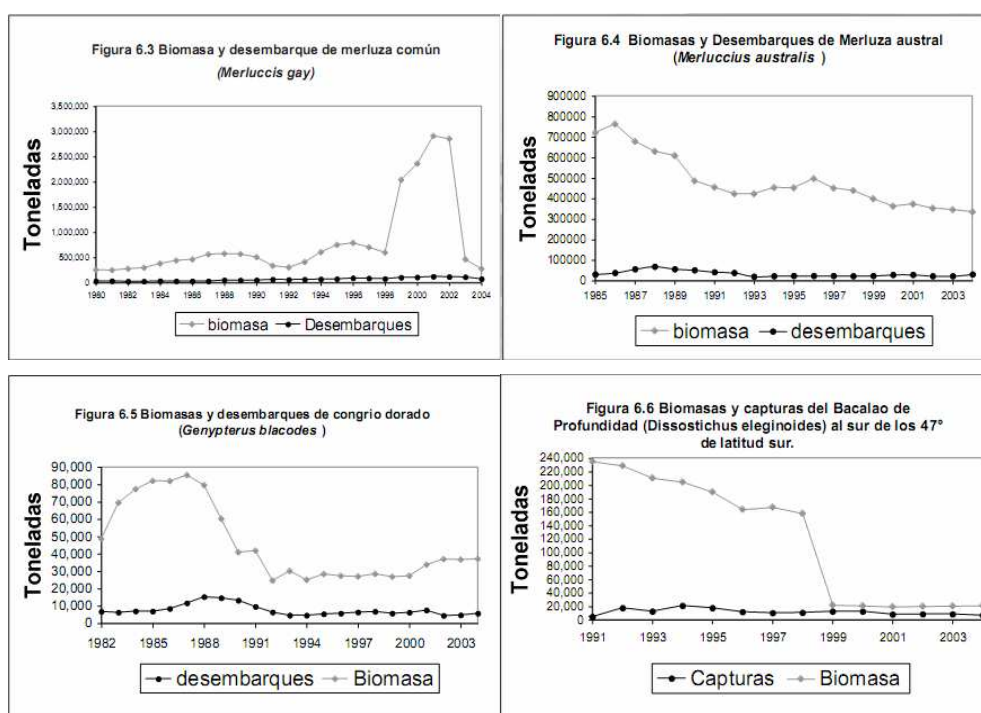 Figura 6.3 Biomasa y desembarque de merluza común
(Merluccis gay)
Toneladas
3,500,000
3,000,000
2,500,000
2,000,000
1,500,000
1,000,000
500,000
0
1980 1982 1984 1986 1988 1990 1992 1994 1996 1998 2000 2002 2004
biomasa Desembarques
Figura 6.4 Biomasas y Desembarques de Merluza austral
(Merluccius australis )
Toneladas
900000
800000
700000
600000
500000
400000
300000
200000
100000
0
1985 1987 1989 1991 1993 1995 1997 1999 2001 2003
biomasa desembarques
Figura 6.5 Biomasas y desembarques de congrio dorado
(Genypterus blacodes )
Toneladas
90,000
80,000
70,000
60,000
50,000
40,000
30,000
20,000
10,000
0
1982 1985 1988 1991 1994 1997 2000 2003
desembarques Biomasa
Figura 6.6 Biomasas y capturas del Bacalao de
Profundidad (Dissostichus eleginoides) al sur de los 47°
de latitud sur.
Toneladas
240,000
220,000
200,000
180,000
160,000
140,000
120,000
100,000
80,000
60,000
40,000
20,000
0
1991 1993 1995 1997 1999 2001 2003
Capturas Biomasa